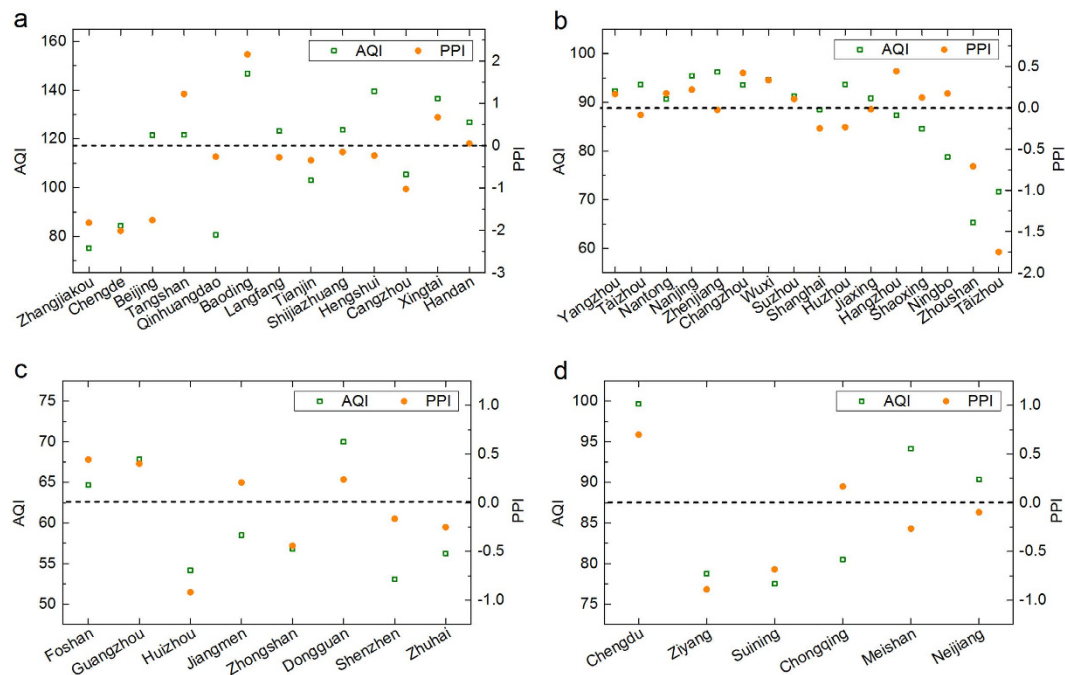 a
AQI PPI
160
140
120
100
80
AQI
2
1
0
-1
-2
-3
PPI
Zhangjiakou
Chengde
Beijing
Tangshan
Qinhuangdao
Baoding
Langfang
Tianjin
Shijiazhuang
Hengshui
Cangzhou
Xingtai
Handan
b
AQI PPI
100
90
80
70
60
AQI
0.5
0.0
-0.5
-1.0
-1.5
-2.0
PPI
Yangzhou
Tàizhou
Nantong
Nanjing
Zhenjiang
Changzhou
Wuxi
Suzhou
Shanghai
Huzhou
Jiaxing
Hangzhou
Shaoxing
Ningbo
Zhoushan
Tāizhou
c
AQI PPI
75
70
65
60
55
50
AQI
1.0
0.5
0.0
-0.5
-1.0
PPI
Foshan
Guangzhou
Huizhou
Jiangmen
Zhongshan
Dongguan
Shenzhen
Zhuhai
d
AQI PPI
100
95
90
85
80
75
AQI
1.0
0.5
0.0
-0.5
-1.0
PPI
Chengdu
Ziyang
Suining
Chongqing
Meishan
Neijiang